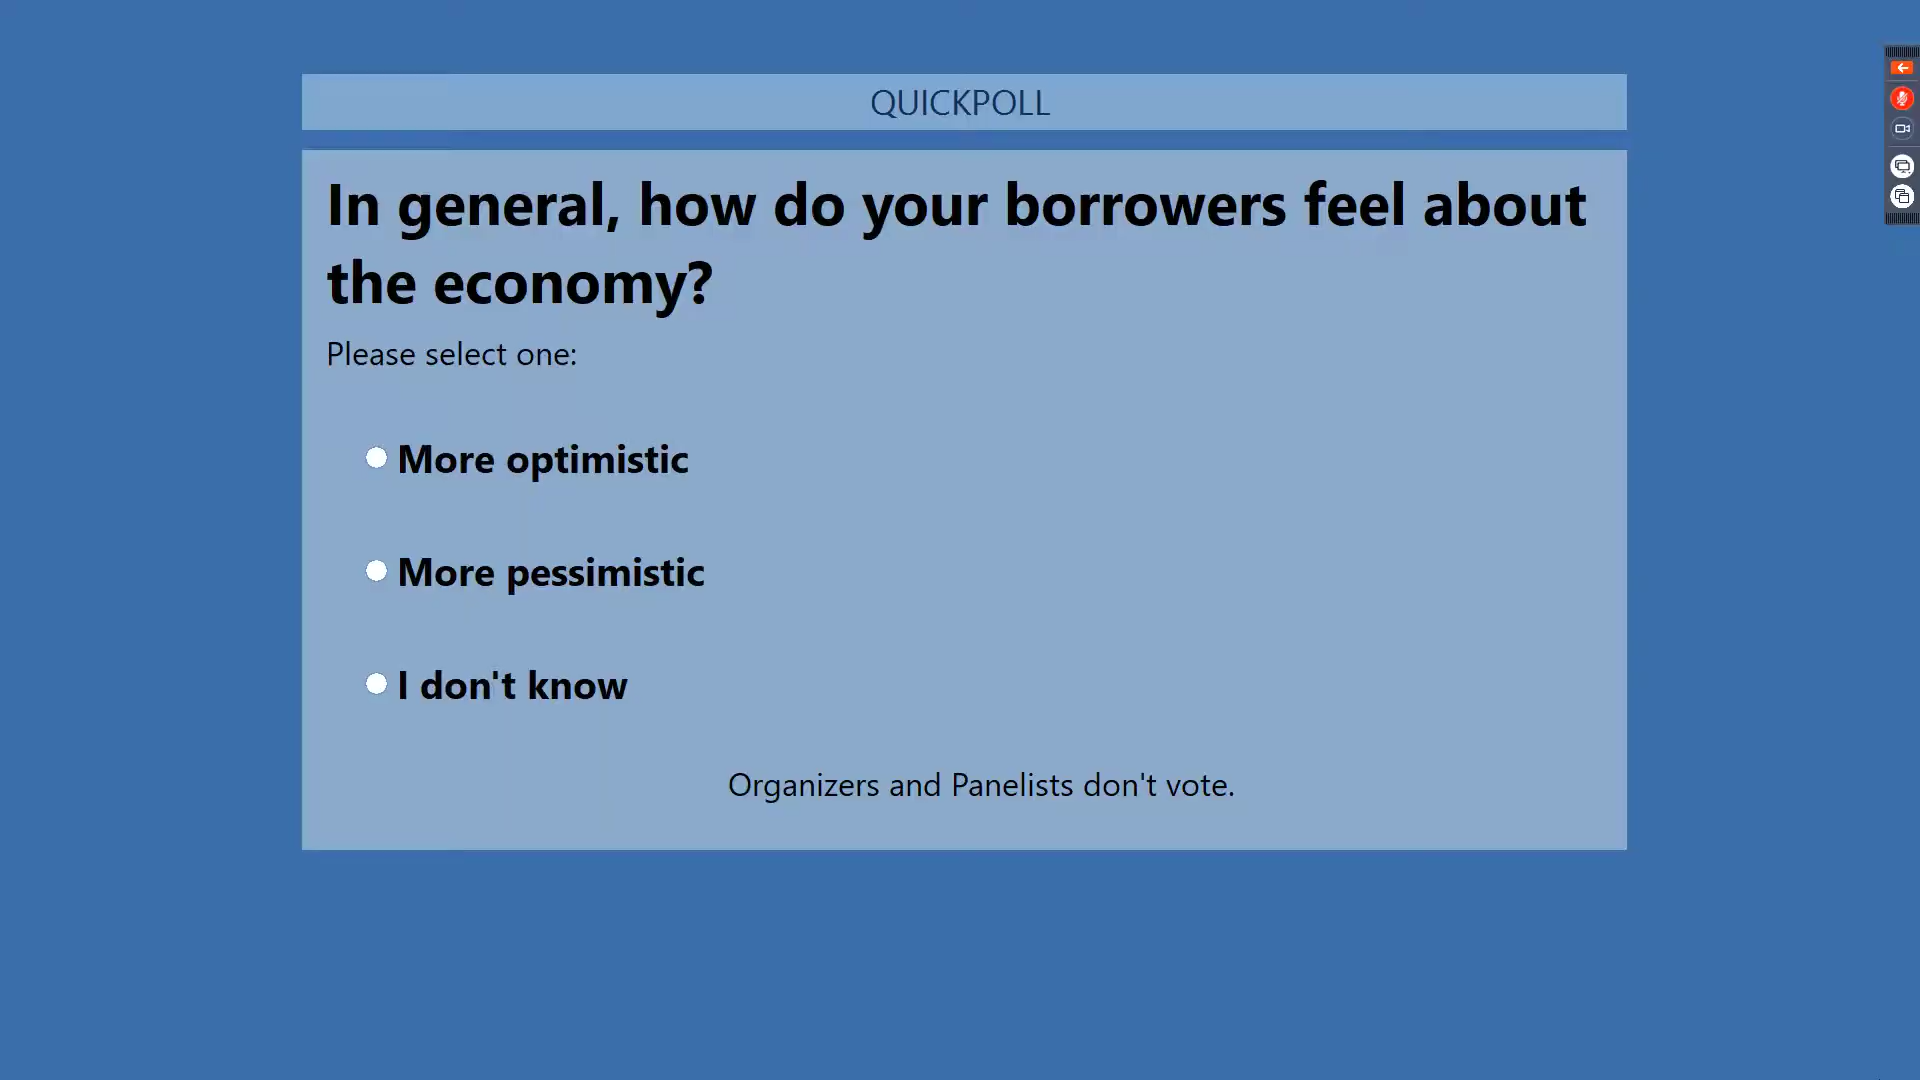 QUICKPOLL
In general, how do your borrowers feel about
the economy?
Please select one:
More optimistic
More pessimistic
I don't know
Organizers and Panelists don't vote.